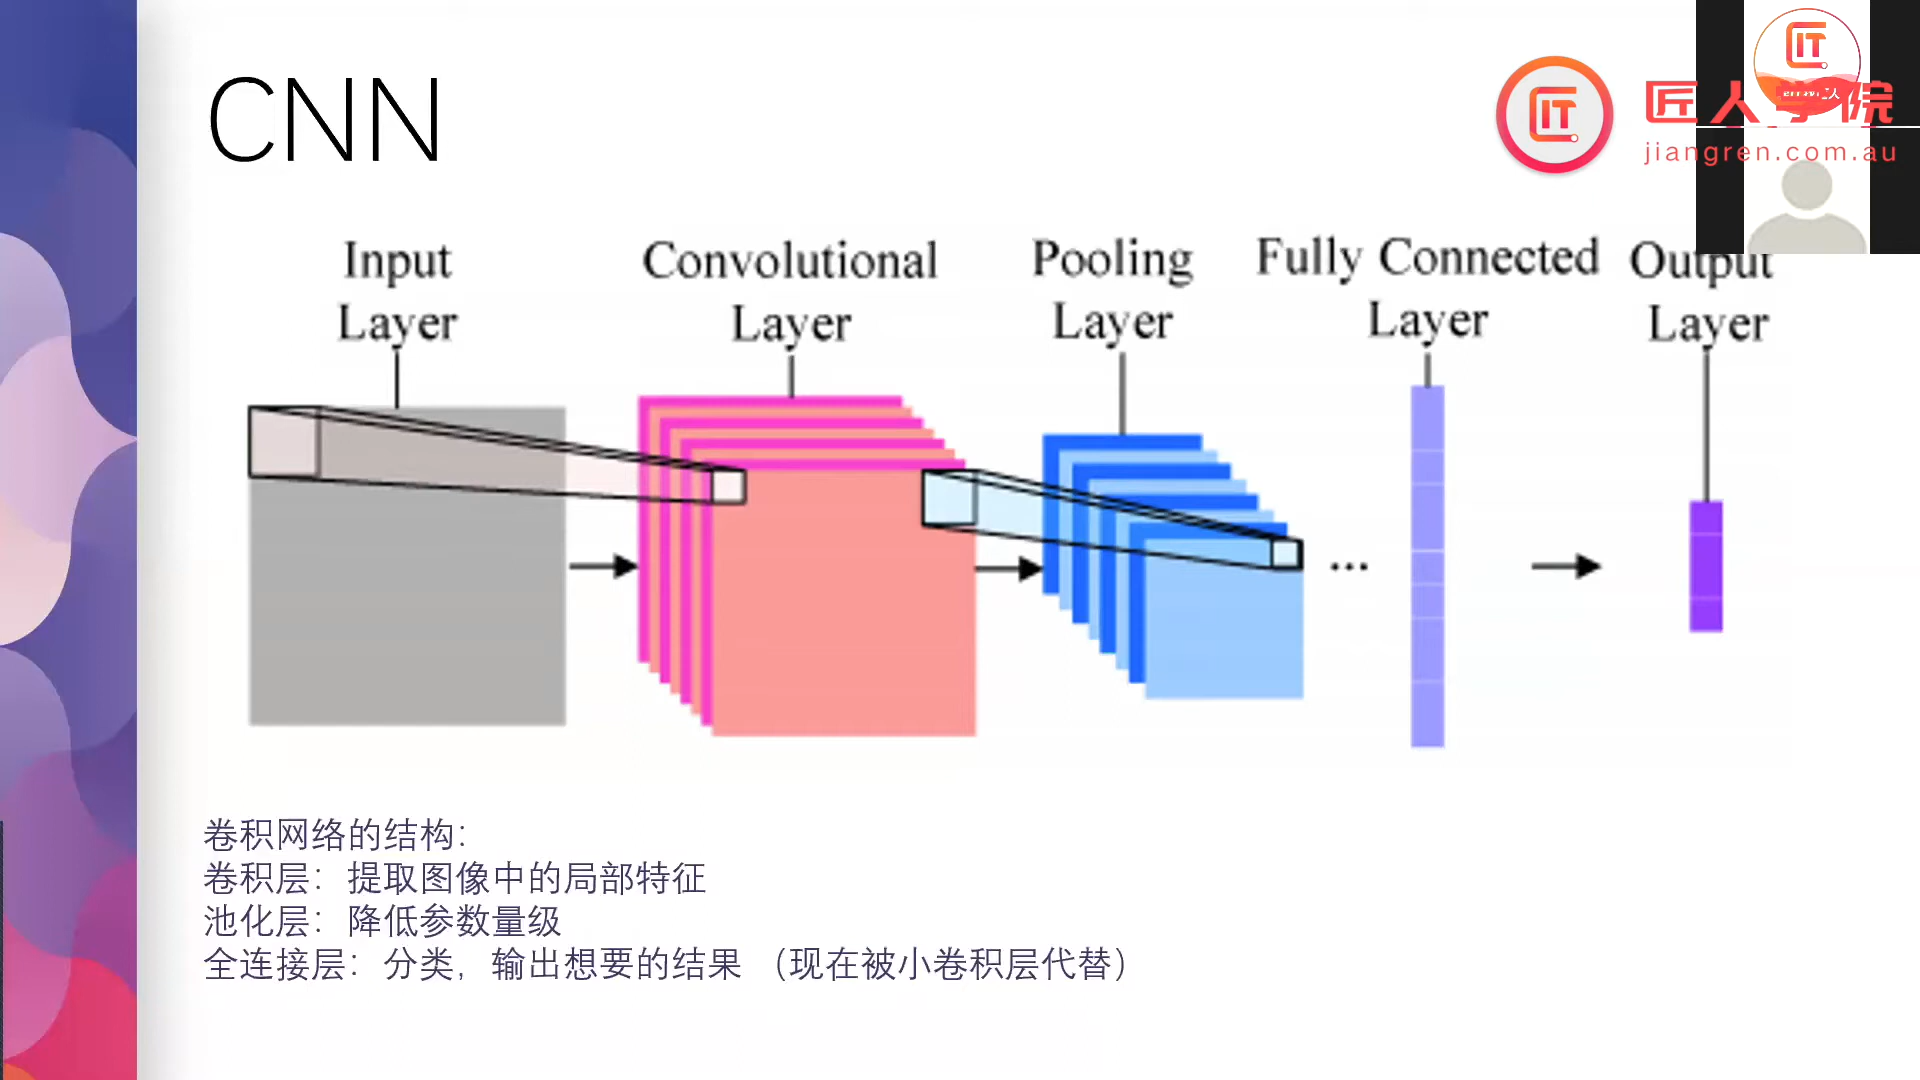 CNN
匠人学院
jiangren.com.au
Input Layer
Convolutional Layer
Pooling Layer
Fully Connected Layer
Output Layer
...
卷积网络的结构：
卷积层：提取图像中的局部特征
池化层：降低参数量级
全连接层：分类，输出想要的结果 （现在被小卷积层代替）